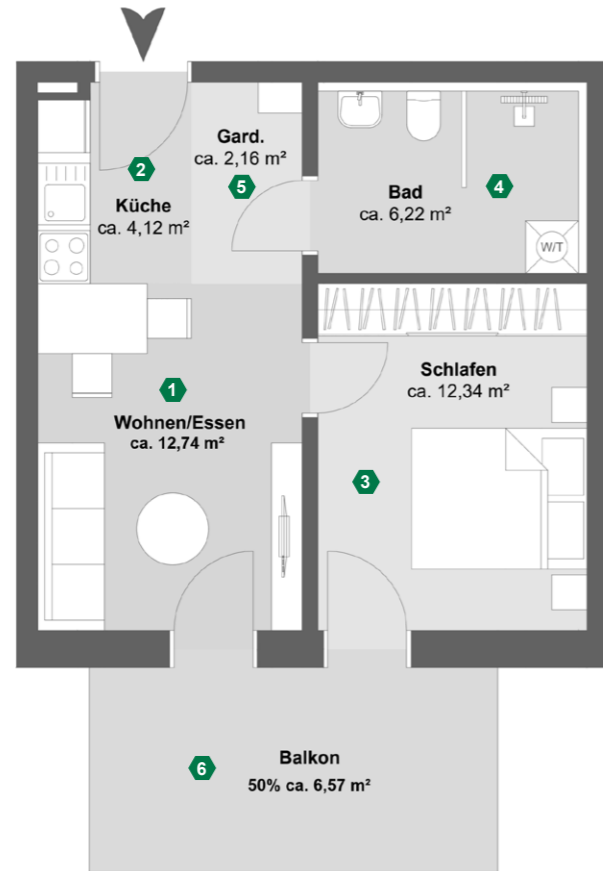 Gard.
ca. 2,16 m²
2
5
Küche
ca. 4,12 m²
Bad
ca. 6,22 m²
4
W/T
1
Wohnen/Essen
ca. 12,74 m²
Schlafen
ca. 12,34 m²
3
6
Balkon
50% ca. 6,57 m²